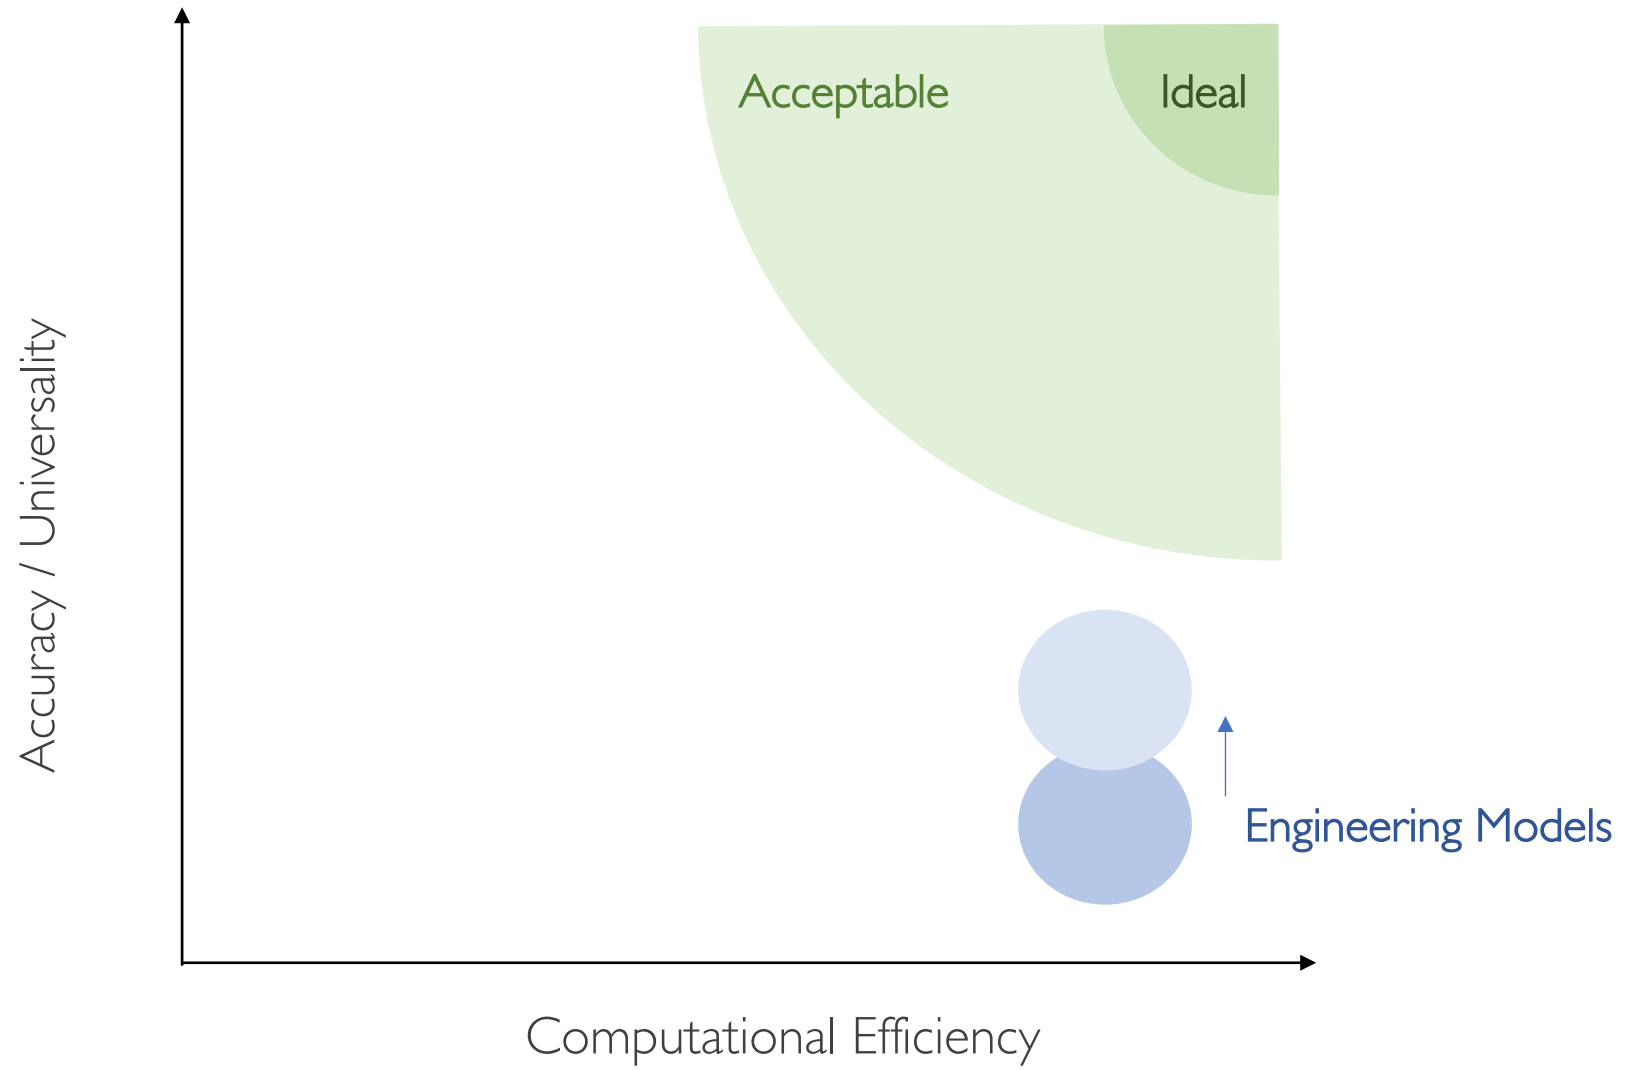 Acceptable
Ideal
Accuracy / Universality
Engineering Models
Computational Efficiency